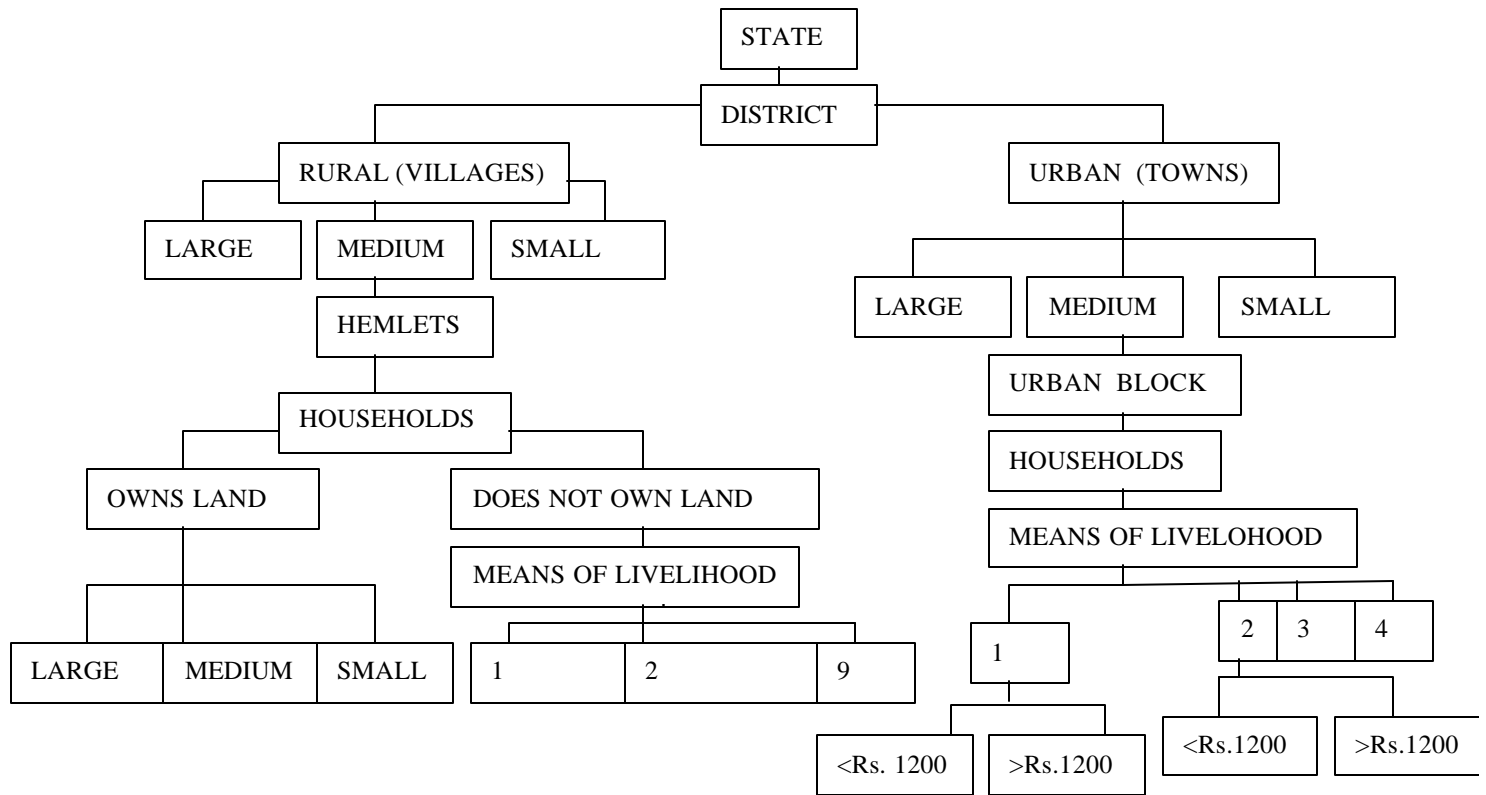 STATE
DISTRICT
RURAL (VILLAGES)
URBAN (TOWNS)
LARGE
MEDIUM
SMALL
LARGE
MEDIUM
SMALL
HEMLETS
URBAN BLOCK
HOUSEHOLDS
HOUSEHOLDS
OWNS LAND
DOES NOT OWN LAND
MEANS OF LIVELOHOOD
MEANS OF LIVELIHOOD
LARGE
MEDIUM
SMALL
1
2
9
1
2
3
4
<Rs. 1200
>Rs.1200
<Rs.1200
>Rs.1200